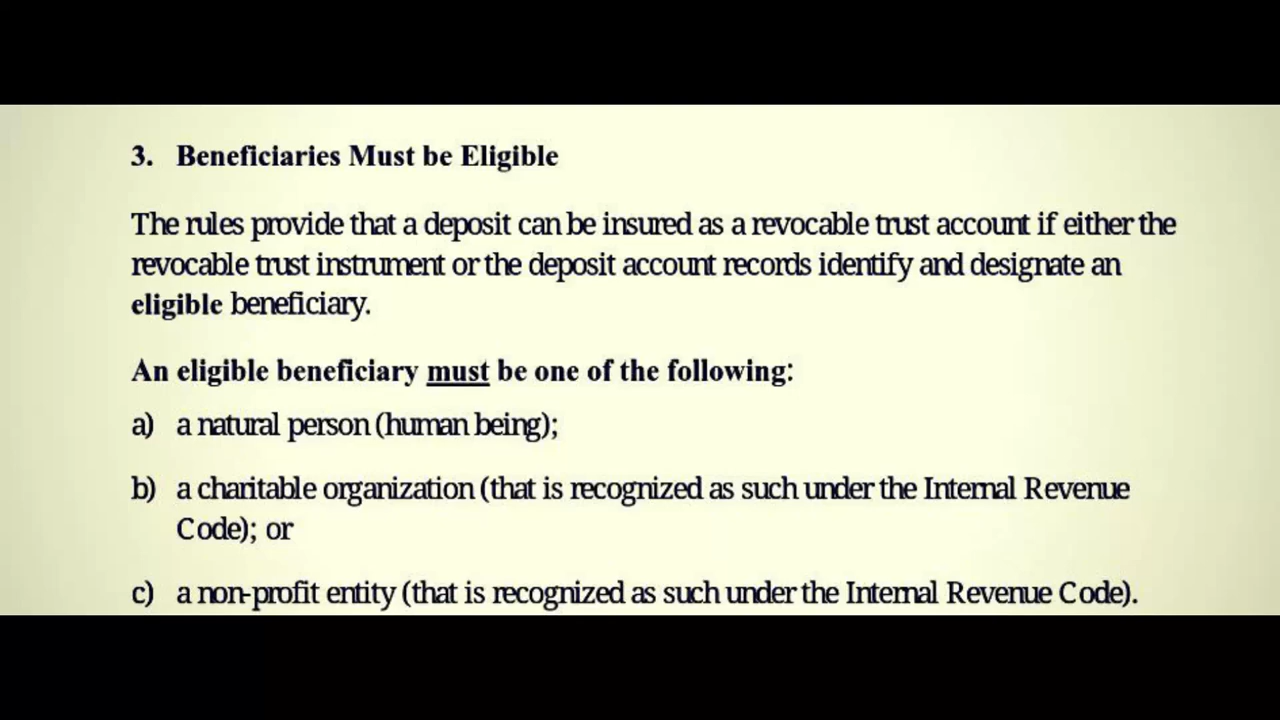 3. Beneficiaries Must be Eligible
The rules provide that a deposit can be insured as a revocable trust account if either the
revocable trust instrument or the deposit account records identify and designate an
eligible beneficiary.
An eligible beneficiary must be one of the following:
a) a natural person (human being);
b) a charitable organization (that is recognized as such under the Internal Revenue
Code); or
c) a non-profit entity (that is recognized as such under the Internal Revenue Code).